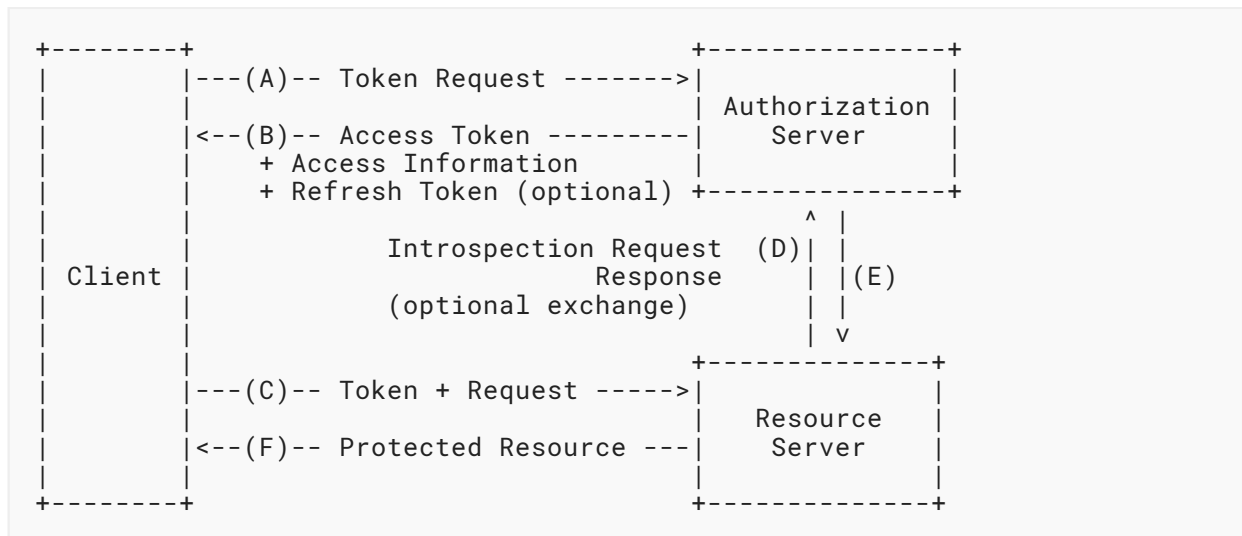 +--------+                               +---------------+
|        |---(A)-- Token Request ------->|               |
|        |                               | Authorization |
|        |<--(B)-- Access Token ---------|    Server     |
|        |    + Access Information       |               |
|        |    + Refresh Token (optional) +---------------+
|        |                                      ^ |
|        |            Introspection Request  (D)| |
| Client |                         Response     | |(E)
|        |            (optional exchange)       | |
|        |                                      | v
|        |                               +--------------+
|        |---(C)-- Token + Request ----->|              |
|        |                               |   Resource   |
|        |<--(F)-- Protected Resource ---|    Server    |
|        |                               |              |
+--------+                               +--------------+